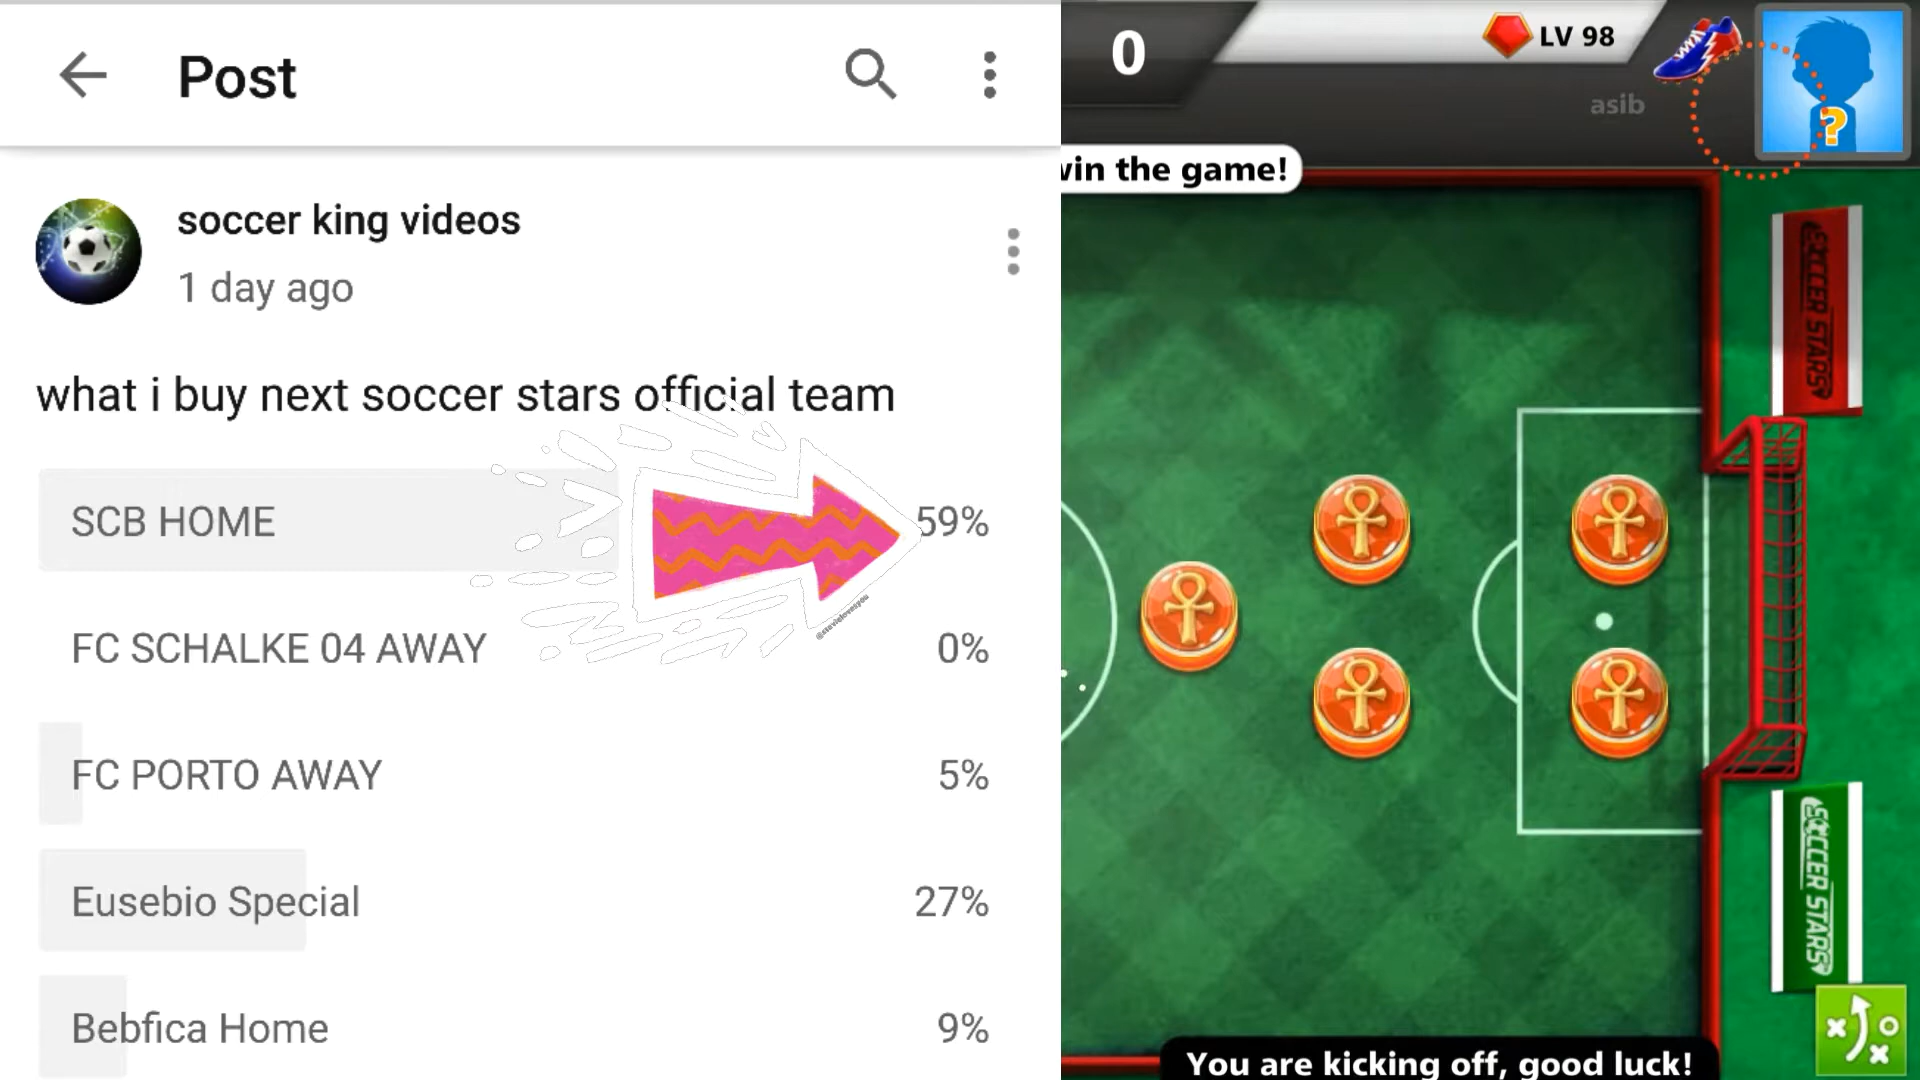 Post
soccer king videos
1 day ago
what i buy next soccer stars official team
SCB HOME
59%
FC SCHALKE 04 AWAY
0%
FC PORTO AWAY
5%
Eusebio Special
27%
Bebfica Home
9%
0
LV 98
asib
?
win the game!
SOCCER STARS
SOCCER STARS
You are kicking off, good luck!